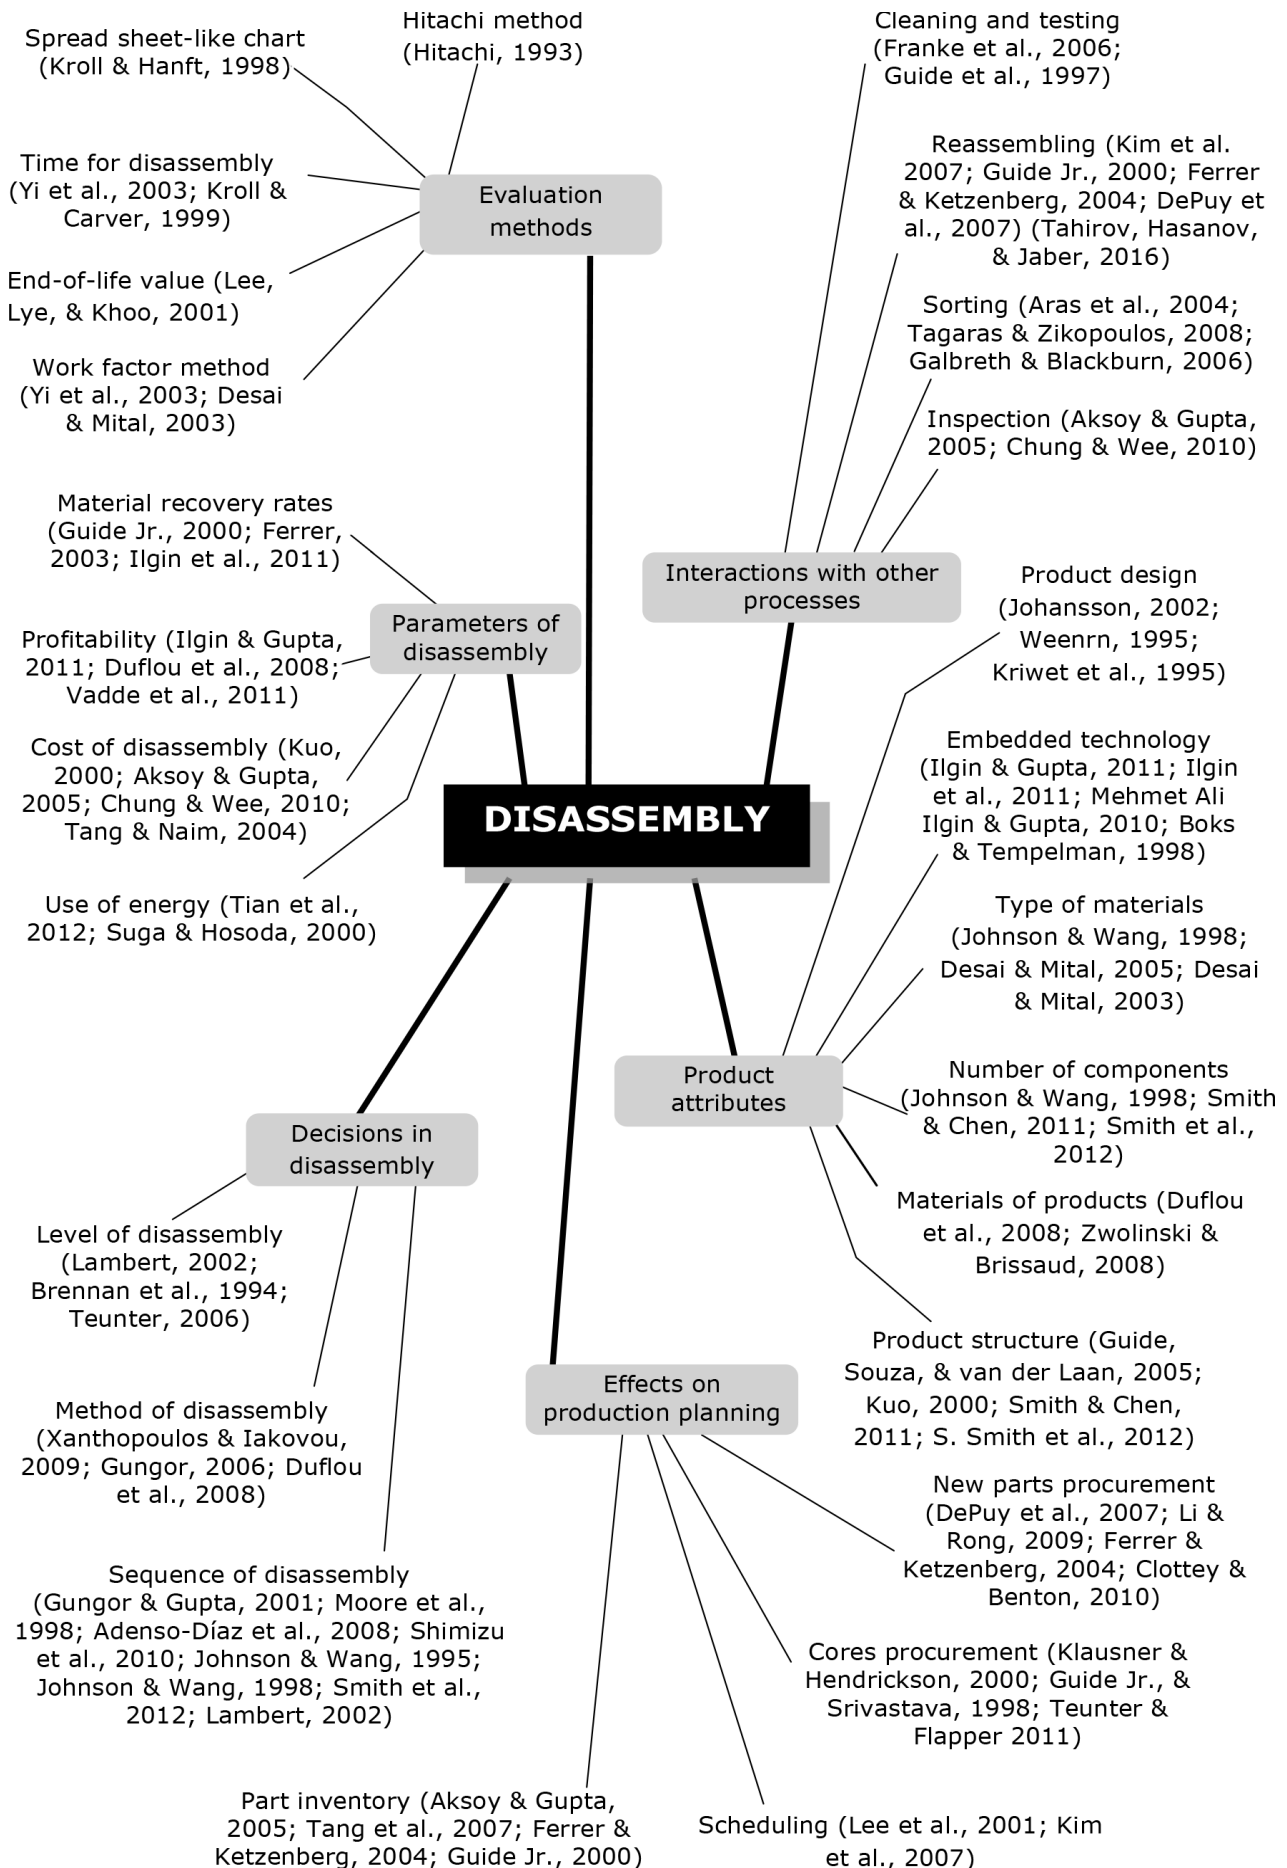 Spread sheet-like chart
(Kroll & Hanft, 1998)
Hitachi method
(Hitachi, 1993)
Time for disassembly
(Yi et al., 2003; Kroll &
Carver, 1999)
Evaluation
methods
End-of-life value (Lee,
Lye, & Khoo, 2001)
Work factor method
(Yi et al., 2003; Desai
& Mital, 2003)
Cleaning and testing
(Franke et al., 2006;
Guide et al., 1997)
Reassembling (Kim et al.
2007; Guide Jr., 2000; Ferrer
& Ketzenberg, 2004; DePuy et
al., 2007) (Tahirov, Hasanov,
& Jaber, 2016)
Sorting (Aras et al., 2004;
Tagaras & Zikopoulos, 2008;
Galbreth & Blackburn, 2006)
Inspection (Aksoy & Gupta,
2005; Chung & Wee, 2010)
Interactions with other
processes
Material recovery rates
(Guide Jr., 2000; Ferrer,
2003; Ilgin et al., 2011)
Parameters of
disassembly
Profitability (Ilgin & Gupta,
2011; Duflou et al., 2008;
Vadde et al., 2011)
Cost of disassembly (Kuo,
2000; Aksoy & Gupta,
2005; Chung & Wee, 2010;
Tang & Naim, 2004)
Use of energy (Tian et al.,
2012; Suga & Hosoda, 2000)
DISASSEMBLY
Product design
(Johansson, 2002;
Weenrn, 1995;
Kriwet et al., 1995)
Embedded technology
(Ilgin & Gupta, 2011; Ilgin
et al., 2011; Mehmet Ali
Ilgin & Gupta, 2010; Boks
& Tempelman, 1998)
Type of materials
(Johnson & Wang, 1998;
Desai & Mital, 2005; Desai
& Mital, 2003)
Product
attributes
Number of components
(Johnson & Wang, 1998; Smith
& Chen, 2011; Smith et al.,
2012)
Materials of products (Duflou
et al., 2008; Zwolinski &
Brissaud, 2008)
Product structure (Guide,
Souza, & van der Laan, 2005;
Kuo, 2000; Smith & Chen,
2011; S. Smith et al., 2012)
Decisions in
disassembly
Level of disassembly
(Lambert, 2002;
Brennan et al., 1994;
Teunter, 2006)
Method of disassembly
(Xanthopoulos & Iakovou,
2009; Gungor, 2006; Duflou
et al., 2008)
Sequence of disassembly
(Gungor & Gupta, 2001; Moore et al.,
1998; Adenso-Díaz et al., 2008; Shimizu
et al., 2010; Johnson & Wang, 1995;
Johnson & Wang, 1998; Smith et al.,
2012; Lambert, 2002)
Effects on
production planning
New parts procurement
(DePuy et al., 2007; Li &
Rong, 2009; Ferrer &
Ketzenberg, 2004; Clottey &
Benton, 2010)
Cores procurement (Klausner &
Hendrickson, 2000; Guide Jr., &
Srivastava, 1998; Teunter &
Flapper 2011)
Part inventory (Aksoy & Gupta,
2005; Tang et al., 2007; Ferrer &
Ketzenberg, 2004; Guide Jr., 2000)
Scheduling (Lee et al., 2001; Kim
et al., 2007)